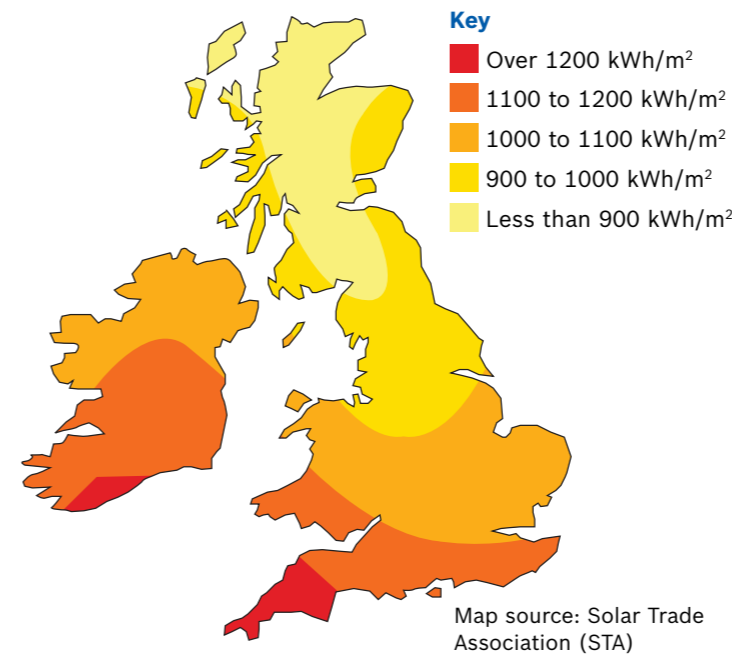 Key
Over 1200 kWh/m²
1100 to 1200 kWh/m²
1000 to 1100 kWh/m²
900 to 1000 kWh/m²
Less than 900 kWh/m²
Map source: Solar Trade
Association (STA)